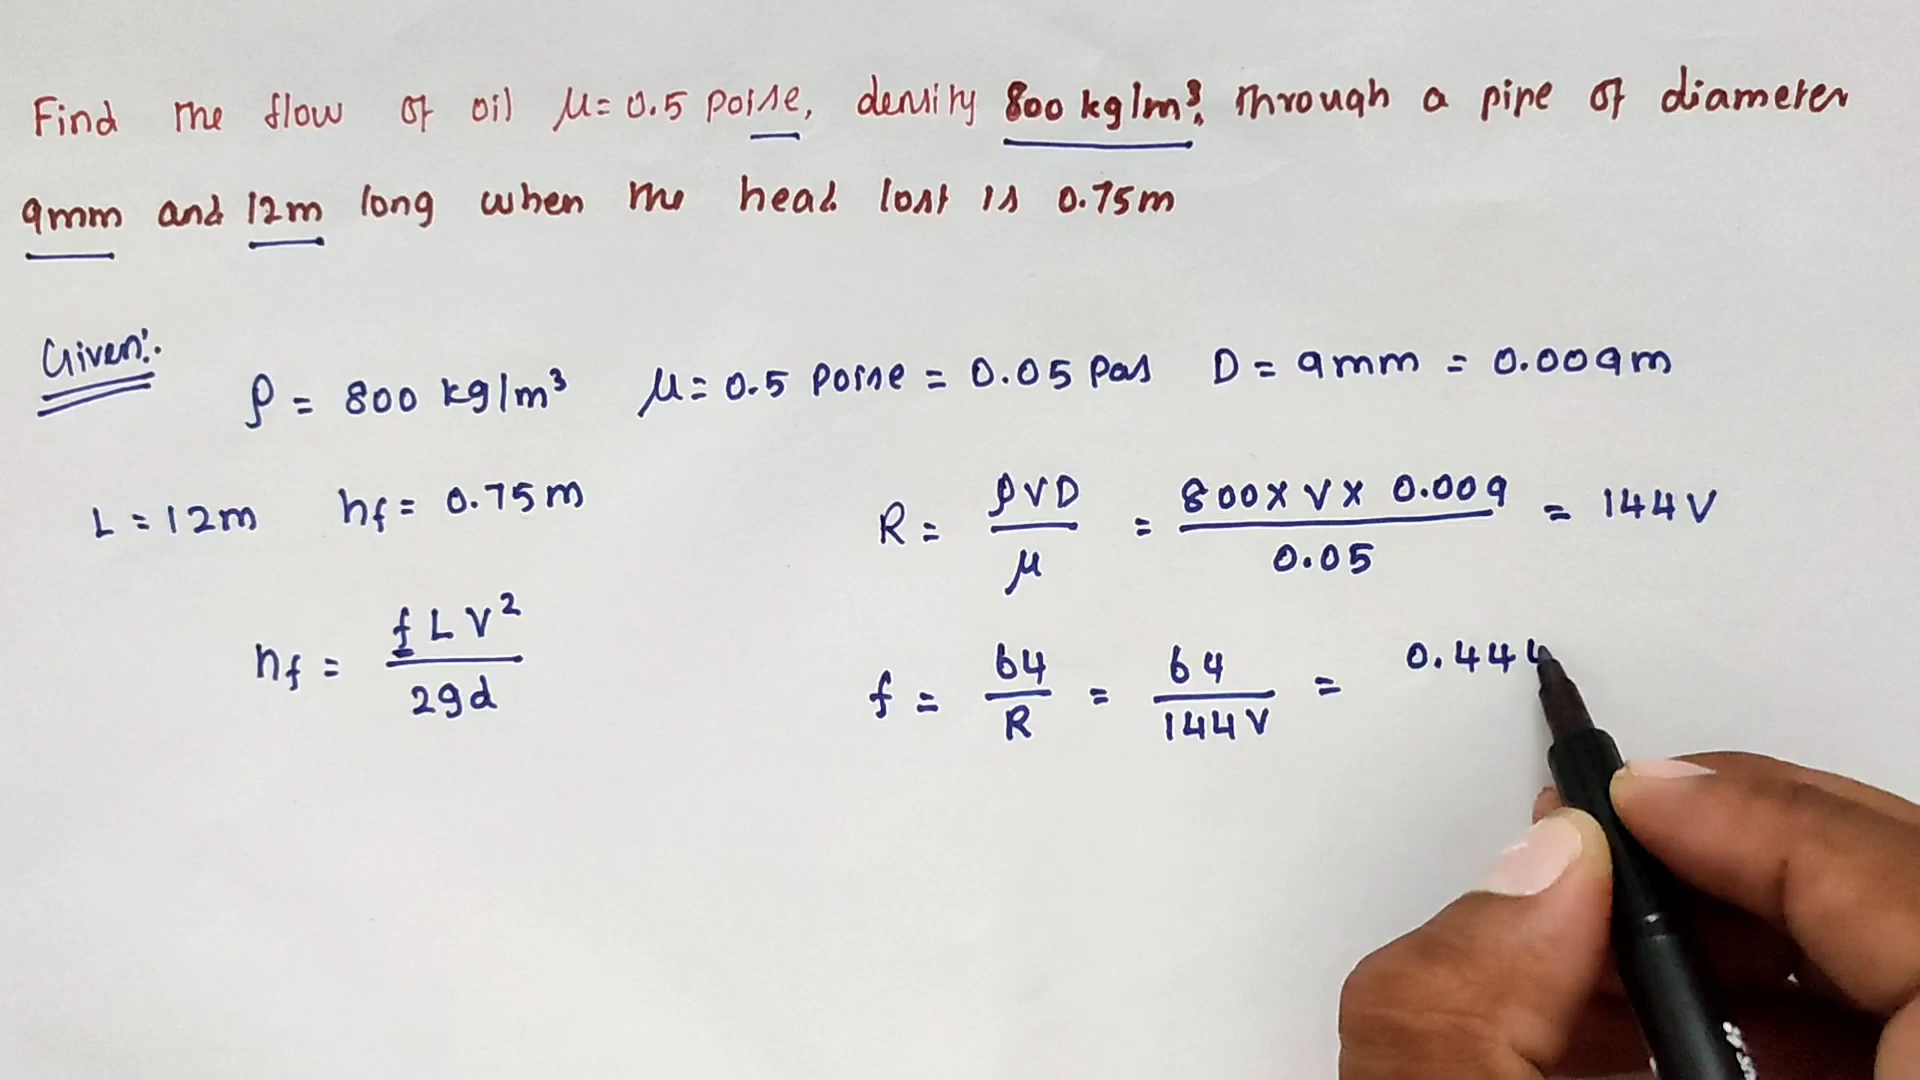 Find the flow of oil μ= 0.5 poise, density 800 kg/m³, through a pipe of diameter
9mm and 12m long when the head lost is 0.75m
Given:
ρ = 800 kg/m³ μ= 0.5 poise = 0.05 pas D = 9mm = 0.009m
L = 12m hf = 0.75m
R = ρVD / μ = 800 x V x 0.009 / 0.05 = 144V
hf = f L V² / 2gd
f = 64 / R = 64 / 144V = 0.444